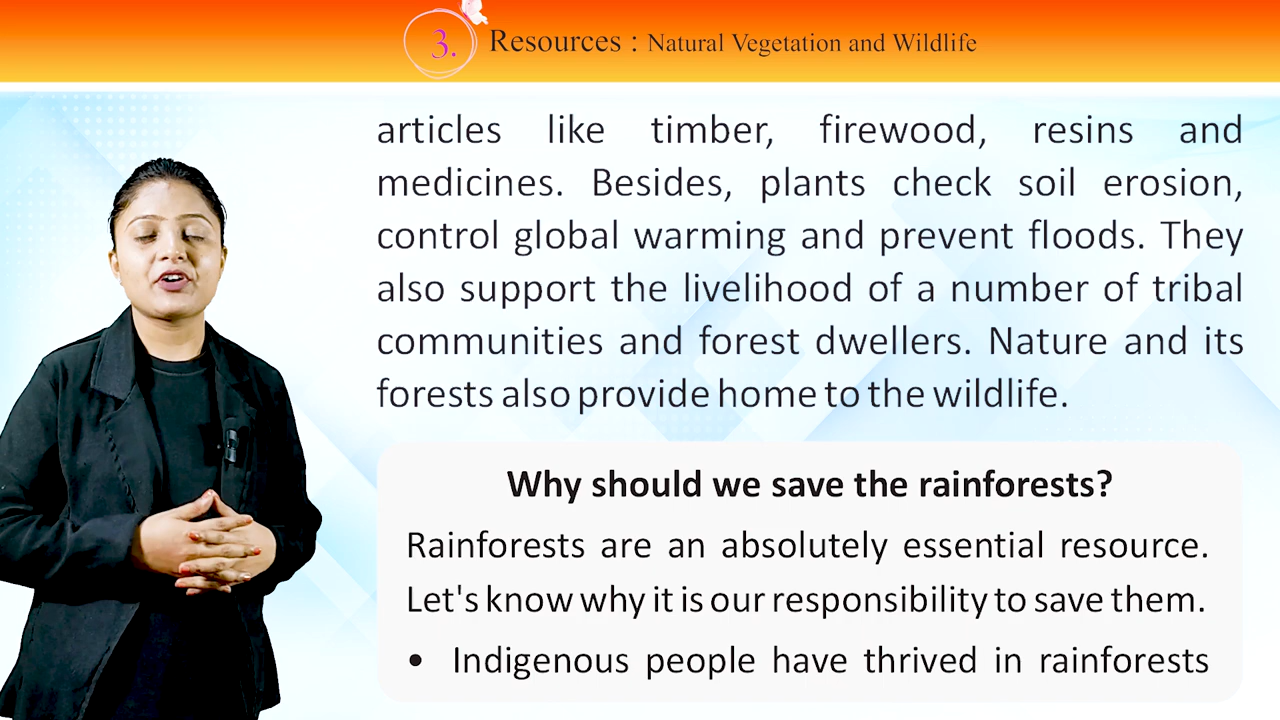 3. Resources : Natural Vegetation and Wildlife
articles like timber, firewood, resins and
medicines. Besides, plants check soil erosion,
control global warming and prevent floods. They
also support the livelihood of a number of tribal
communities and forest dwellers. Nature and its
forests also provide home to the wildlife.
Why should we save the rainforests?
Rainforests are an absolutely essential resource.
Let's know why it is our responsibility to save them.
• Indigenous people have thrived in rainforests